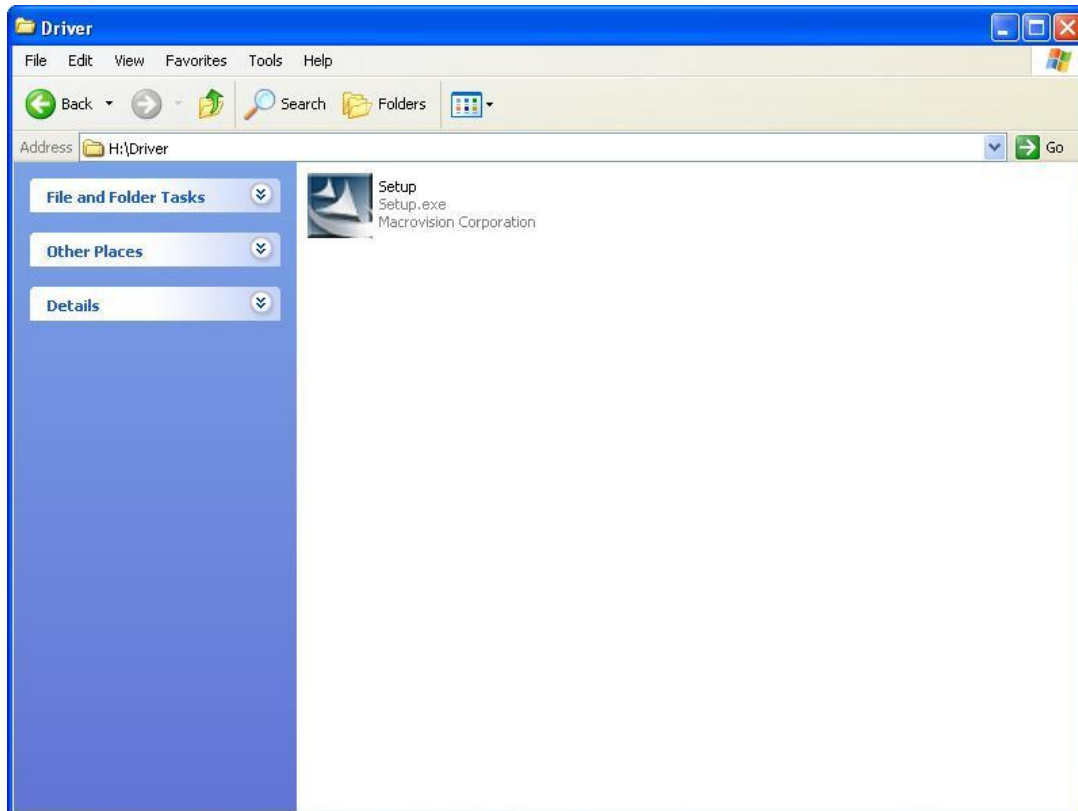 Driver
File Edit View Favorites Tools Help
Back Search Folders
Address H:\Driver Go
File and Folder Tasks
Other Places
Details
Setup
Setup.exe
Macrovision Corporation